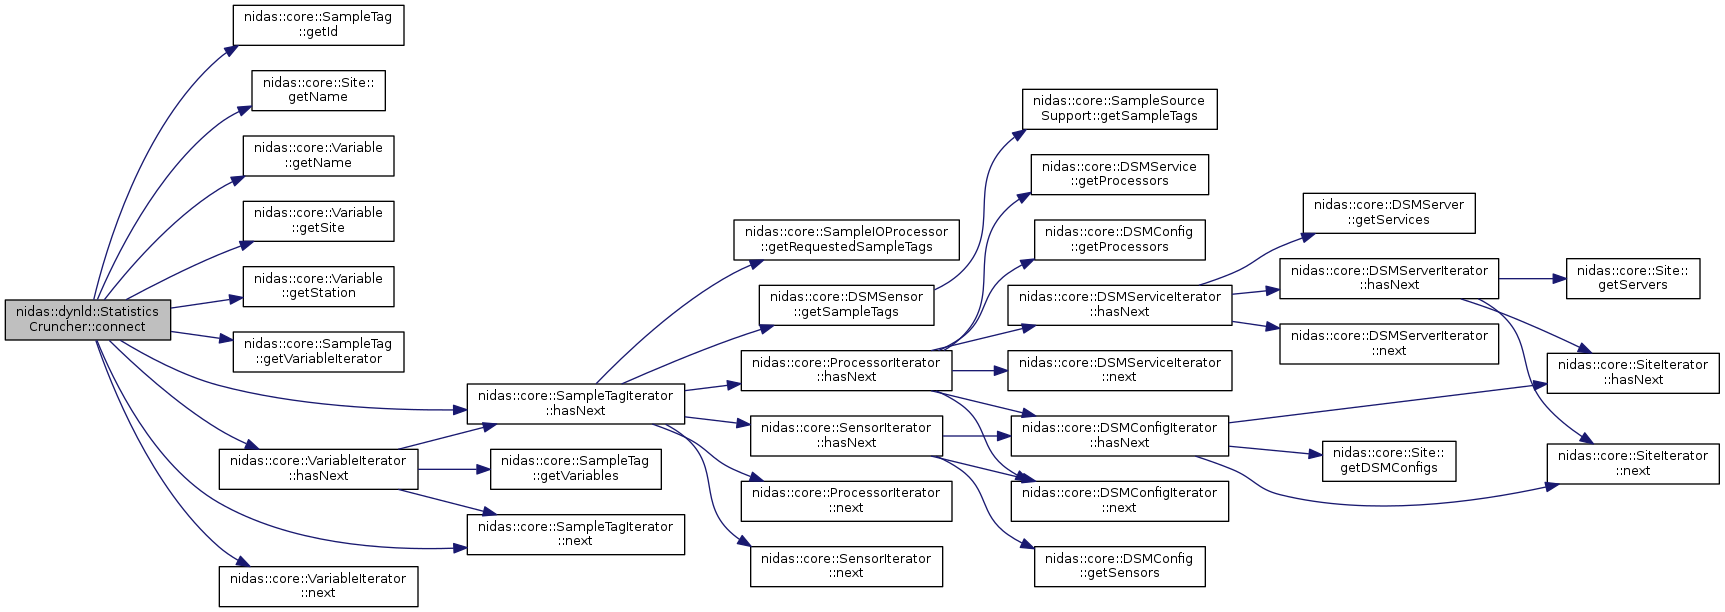 nidas::dynld::Statistics
Cruncher::connect
nidas::core::SampleTag
::getId
nidas::core::Site::
getName
nidas::core::Variable
::getName
nidas::core::Variable
::getSite
nidas::core::Variable
::getStation
nidas::core::SampleTag
::getVariableIterator
nidas::core::VariableIterator
::hasNext
nidas::core::VariableIterator
::next
nidas::core::SampleTagIterator
::hasNext
nidas::core::SampleTag
::getVariables
nidas::core::SampleTagIterator
::next
nidas::core::SampleIOProcessor
::getRequestedSampleTags
nidas::core::DSMSensor
::getSampleTags
nidas::core::ProcessorIterator
::hasNext
nidas::core::SensorIterator
::hasNext
nidas::core::ProcessorIterator
::next
nidas::core::SensorIterator
::next
nidas::core::SampleSource
Support::getSampleTags
nidas::core::DSMService
::getProcessors
nidas::core::DSMConfig
::getProcessors
nidas::core::DSMServiceIterator
::hasNext
nidas::core::DSMServiceIterator
::next
nidas::core::DSMConfigIterator
::hasNext
nidas::core::DSMConfigIterator
::next
nidas::core::DSMConfig
::getSensors
nidas::core::DSMServer
::getServices
nidas::core::DSMServerIterator
::hasNext
nidas::core::DSMServerIterator
::next
nidas::core::Site::
getDSMConfigs
nidas::core::Site::
getServers
nidas::core::SiteIterator
::hasNext
nidas::core::SiteIterator
::next